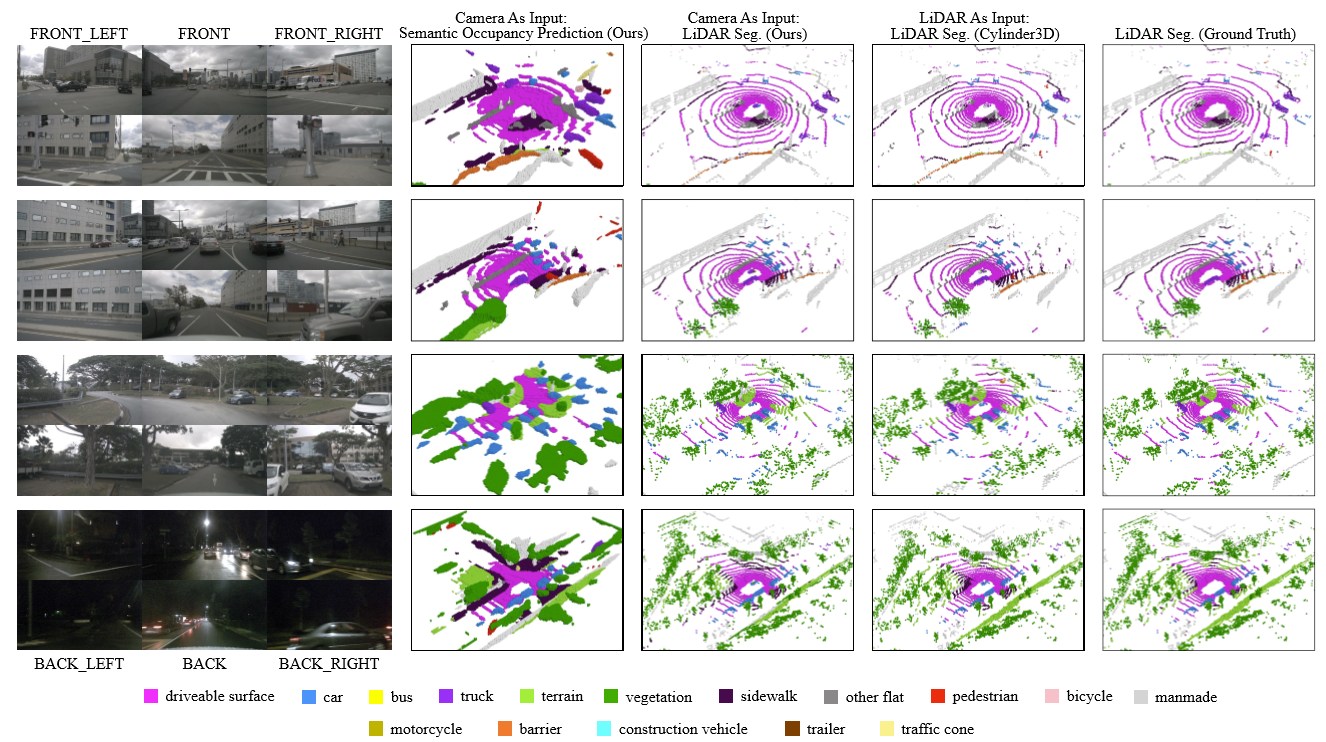 FRONT_LEFT FRONT FRONT_RIGHT
Camera As Input:
Semantic Occupancy Prediction (Ours)
Camera As Input:
LiDAR Seg. (Ours)
LiDAR As Input:
LiDAR Seg. (Cylinder3D)
LiDAR Seg. (Ground Truth)
BACK_LEFT BACK BACK_RIGHT
driveable surface car bus truck terrain vegetation sidewalk other flat pedestrian bicycle manmade
motorcycle barrier construction vehicle trailer traffic cone